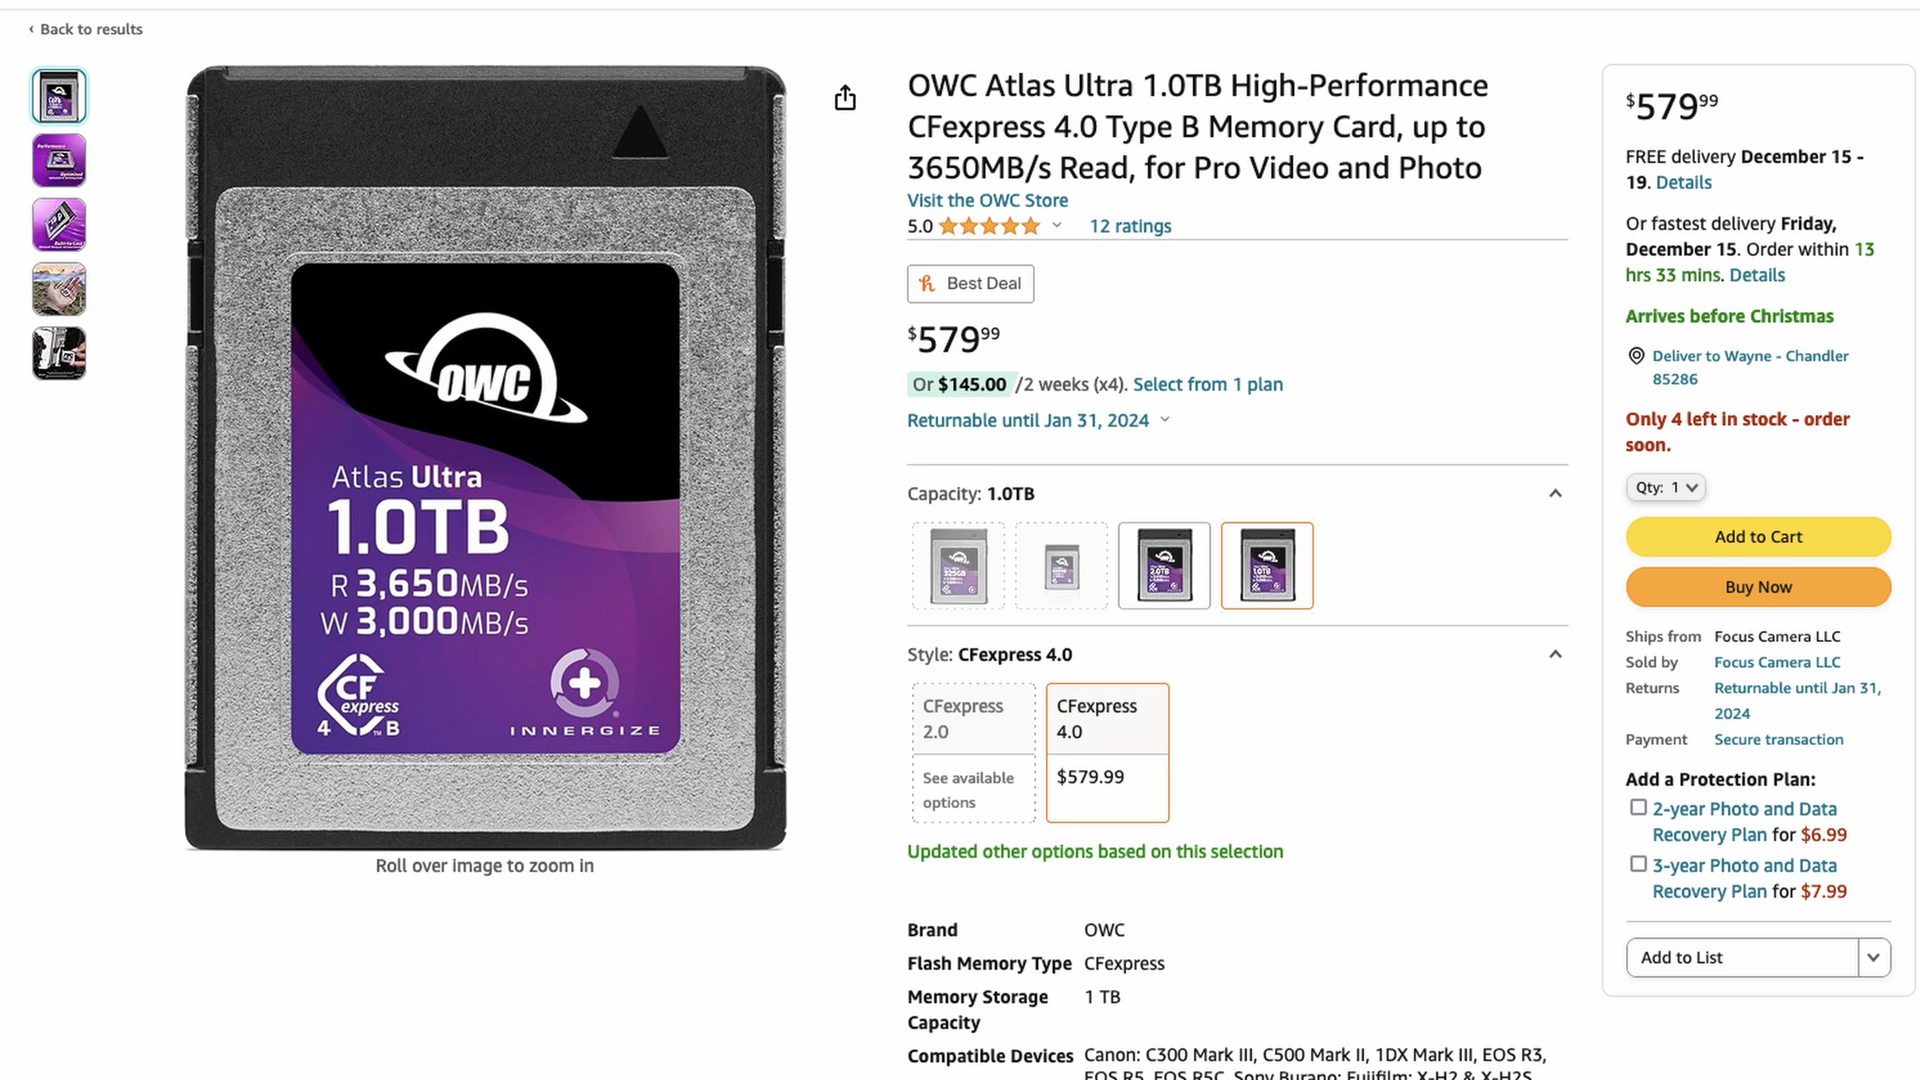 ‹ Back to results
OWC
Atlas Ultra
1.0TB
R 3,650MB/s
W 3,000MB/s
CF
express
4 ™ B
®
INNERGIZE
Roll over image to zoom in
OWC Atlas Ultra 1.0TB High-Performance
CFexpress 4.0 Type B Memory Card, up to
3650MB/s Read, for Pro Video and Photo
Visit the OWC Store
5.0 12 ratings
Best Deal
$579 99
Or $145.00 /2 weeks (x4). Select from 1 plan
Returnable until Jan 31, 2024
Capacity: 1.0TB
Style: CFexpress 4.0
CFexpress
2.0
See available
options
CFexpress
4.0
$579.99
Updated other options based on this selection
Brand OWC
Flash Memory Type CFexpress
Memory Storage 1 TB
Capacity
Compatible Devices Canon: C300 Mark III, C500 Mark II, 1DX Mark III, EOS R3,
EOS R5, EOS R5C, Sony Burano; Fujifilm: X-H2 & X-H2S
$579 99
FREE delivery December 15 -
19. Details
Or fastest delivery Friday,
December 15. Order within 13
hrs 33 mins. Details
Arrives before Christmas
Deliver to Wayne - Chandler
85286
Only 4 left in stock - order
soon.
Qty: 1
Add to Cart
Buy Now
Ships from Focus Camera LLC
Sold by Focus Camera LLC
Returns Returnable until Jan 31,
2024
Payment Secure transaction
Add a Protection Plan:
2-year Photo and Data
Recovery Plan for $6.99
3-year Photo and Data
Recovery Plan for $7.99
Add to List